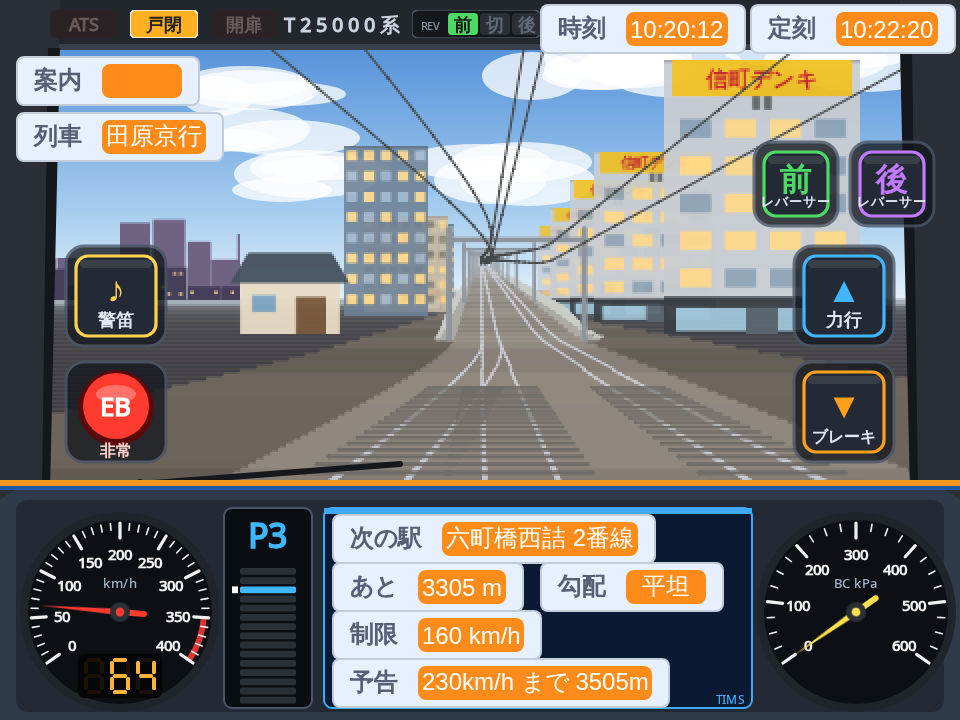 ATS 戸閉 開扉 T25000系 REV 前 切 後
時刻 10:20:12 定刻 10:22:20
案内
列車 田原京行
信町デンキ
信町デ
前 レバーサー
後 レバーサー
♪ 警笛
▲ 力行
EB 非常
▼ ブレーキ
P3
次の駅 六町橋西詰 2番線
あと 3305 m 勾配 平坦
制限 160 km/h
予告 230km/h まで 3505m
TIMS
0 50 100 150 200 250 300 350 400
km/h
64
0 100 200 300 400 500 600
BC kPa